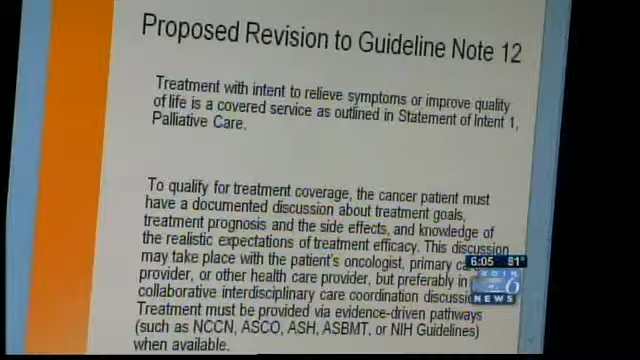 Proposed Revision to Guideline Note 12
Treatment with intent to relieve symptoms or improve quality
of life is a covered service as outlined in Statement of Intent 1,
Palliative Care.
To qualify for treatment coverage, the cancer patient must
have a documented discussion about treatment goals,
treatment prognosis and the side effects, and knowledge of
the realistic expectations of treatment efficacy. This discussion
may take place with the patient's oncologist, primary ca
provider, or other health care provider, but preferably in
collaborative interdisciplinary care coordination discussi
Treatment must be provided via evidence-driven pathways
(such as NCCN, ASCO, ASH, ASBMT, or NIH Guidelines)
when available.
6:05 81°
KOIN
6
NEWS